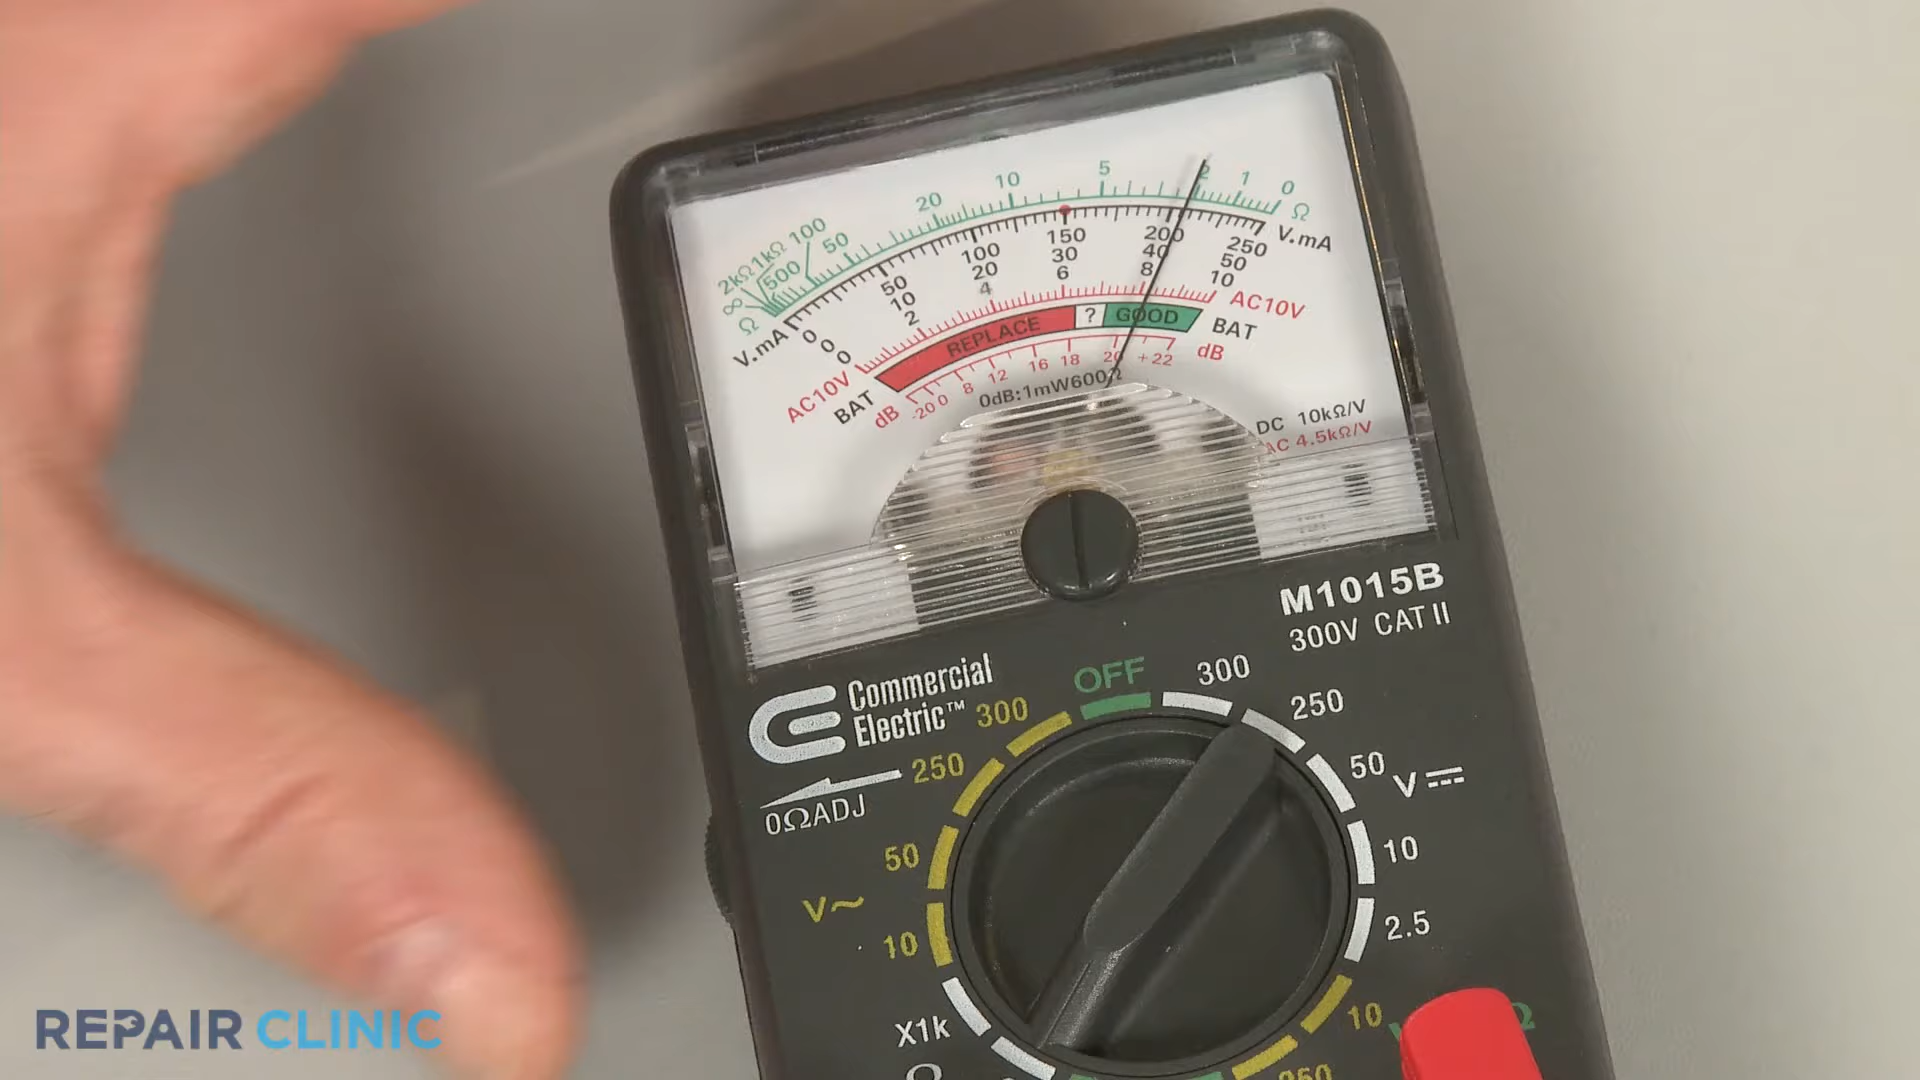 20 10 5 2 1 0
Ω
2kΩ 1kΩ 100
500 50
∞
Ω
V.mA V.mA
0 50 100 150 200 250
0 10 20 30 40 50
0 2 4 6 8 10
AC10V AC10V
BAT REPLACE ? GOOD BAT
dB -20 0 8 12 16 18 20 +22 dB
0dB:1mW600Ω
DC 10kΩ/V
AC 4.5kΩ/V
M1015B
300V CAT II
Commercial
Electric™
0ΩADJ
OFF
300
250
50
V⎓
10
2.5
300
250
50
V~
10
X1k
Ω
10
250
REPAIR CLINIC